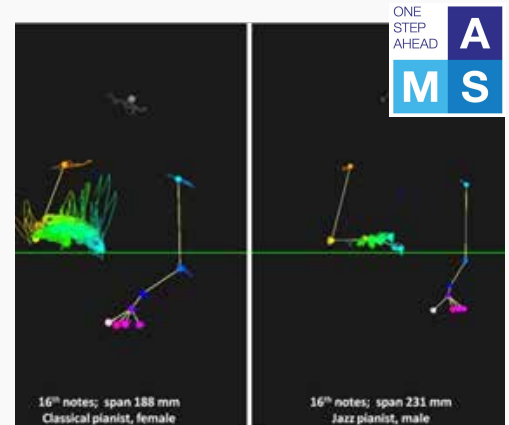 ONE
STEP
AHEAD
A
M S
16th notes; span 188 mm
Classical pianist, female
16th notes; span 231 mm
Jazz pianist, male